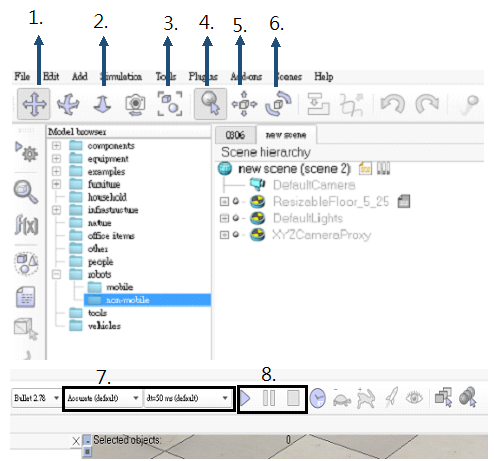 1.
2.
3.
4.
5.
6.
File Edit Add Simulation Tools Plugins Add-ons Scenes Help
Model browser
components
equipment
examples
furniture
household
infrastructure
nature
office items
other
people
robots
mobile
non-mobile
tools
vehicles
0306 new scene
Scene hierarchy
new scene (scene 2)
DefaultCamera
ResizableFloor_5_25
DefaultLights
XYZCameraProxy
f(x)
7.
8.
Bullet 2.78 Accurate (default) dt=50 ms (default)
Selected objects: 0